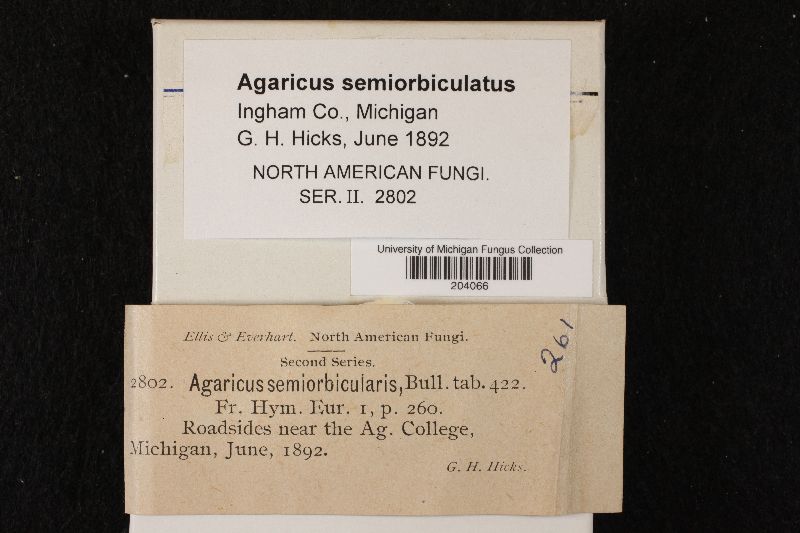 Agaricus semiorbiculatus
Ingham Co., Michigan
G. H. Hicks, June 1892
NORTH AMERICAN FUNGI.
SER. II. 2802
University of Michigan Fungus Collection
204066
Ellis & Everhart. North American Fungi.
Second Series.
2802. Agaricus semiorbicularis, Bull. tab. 422.
Fr. Hym. Eur. 1, p. 260.
Roadsides near the Ag. College,
Michigan, June, 1892.
G. H. Hicks.
261